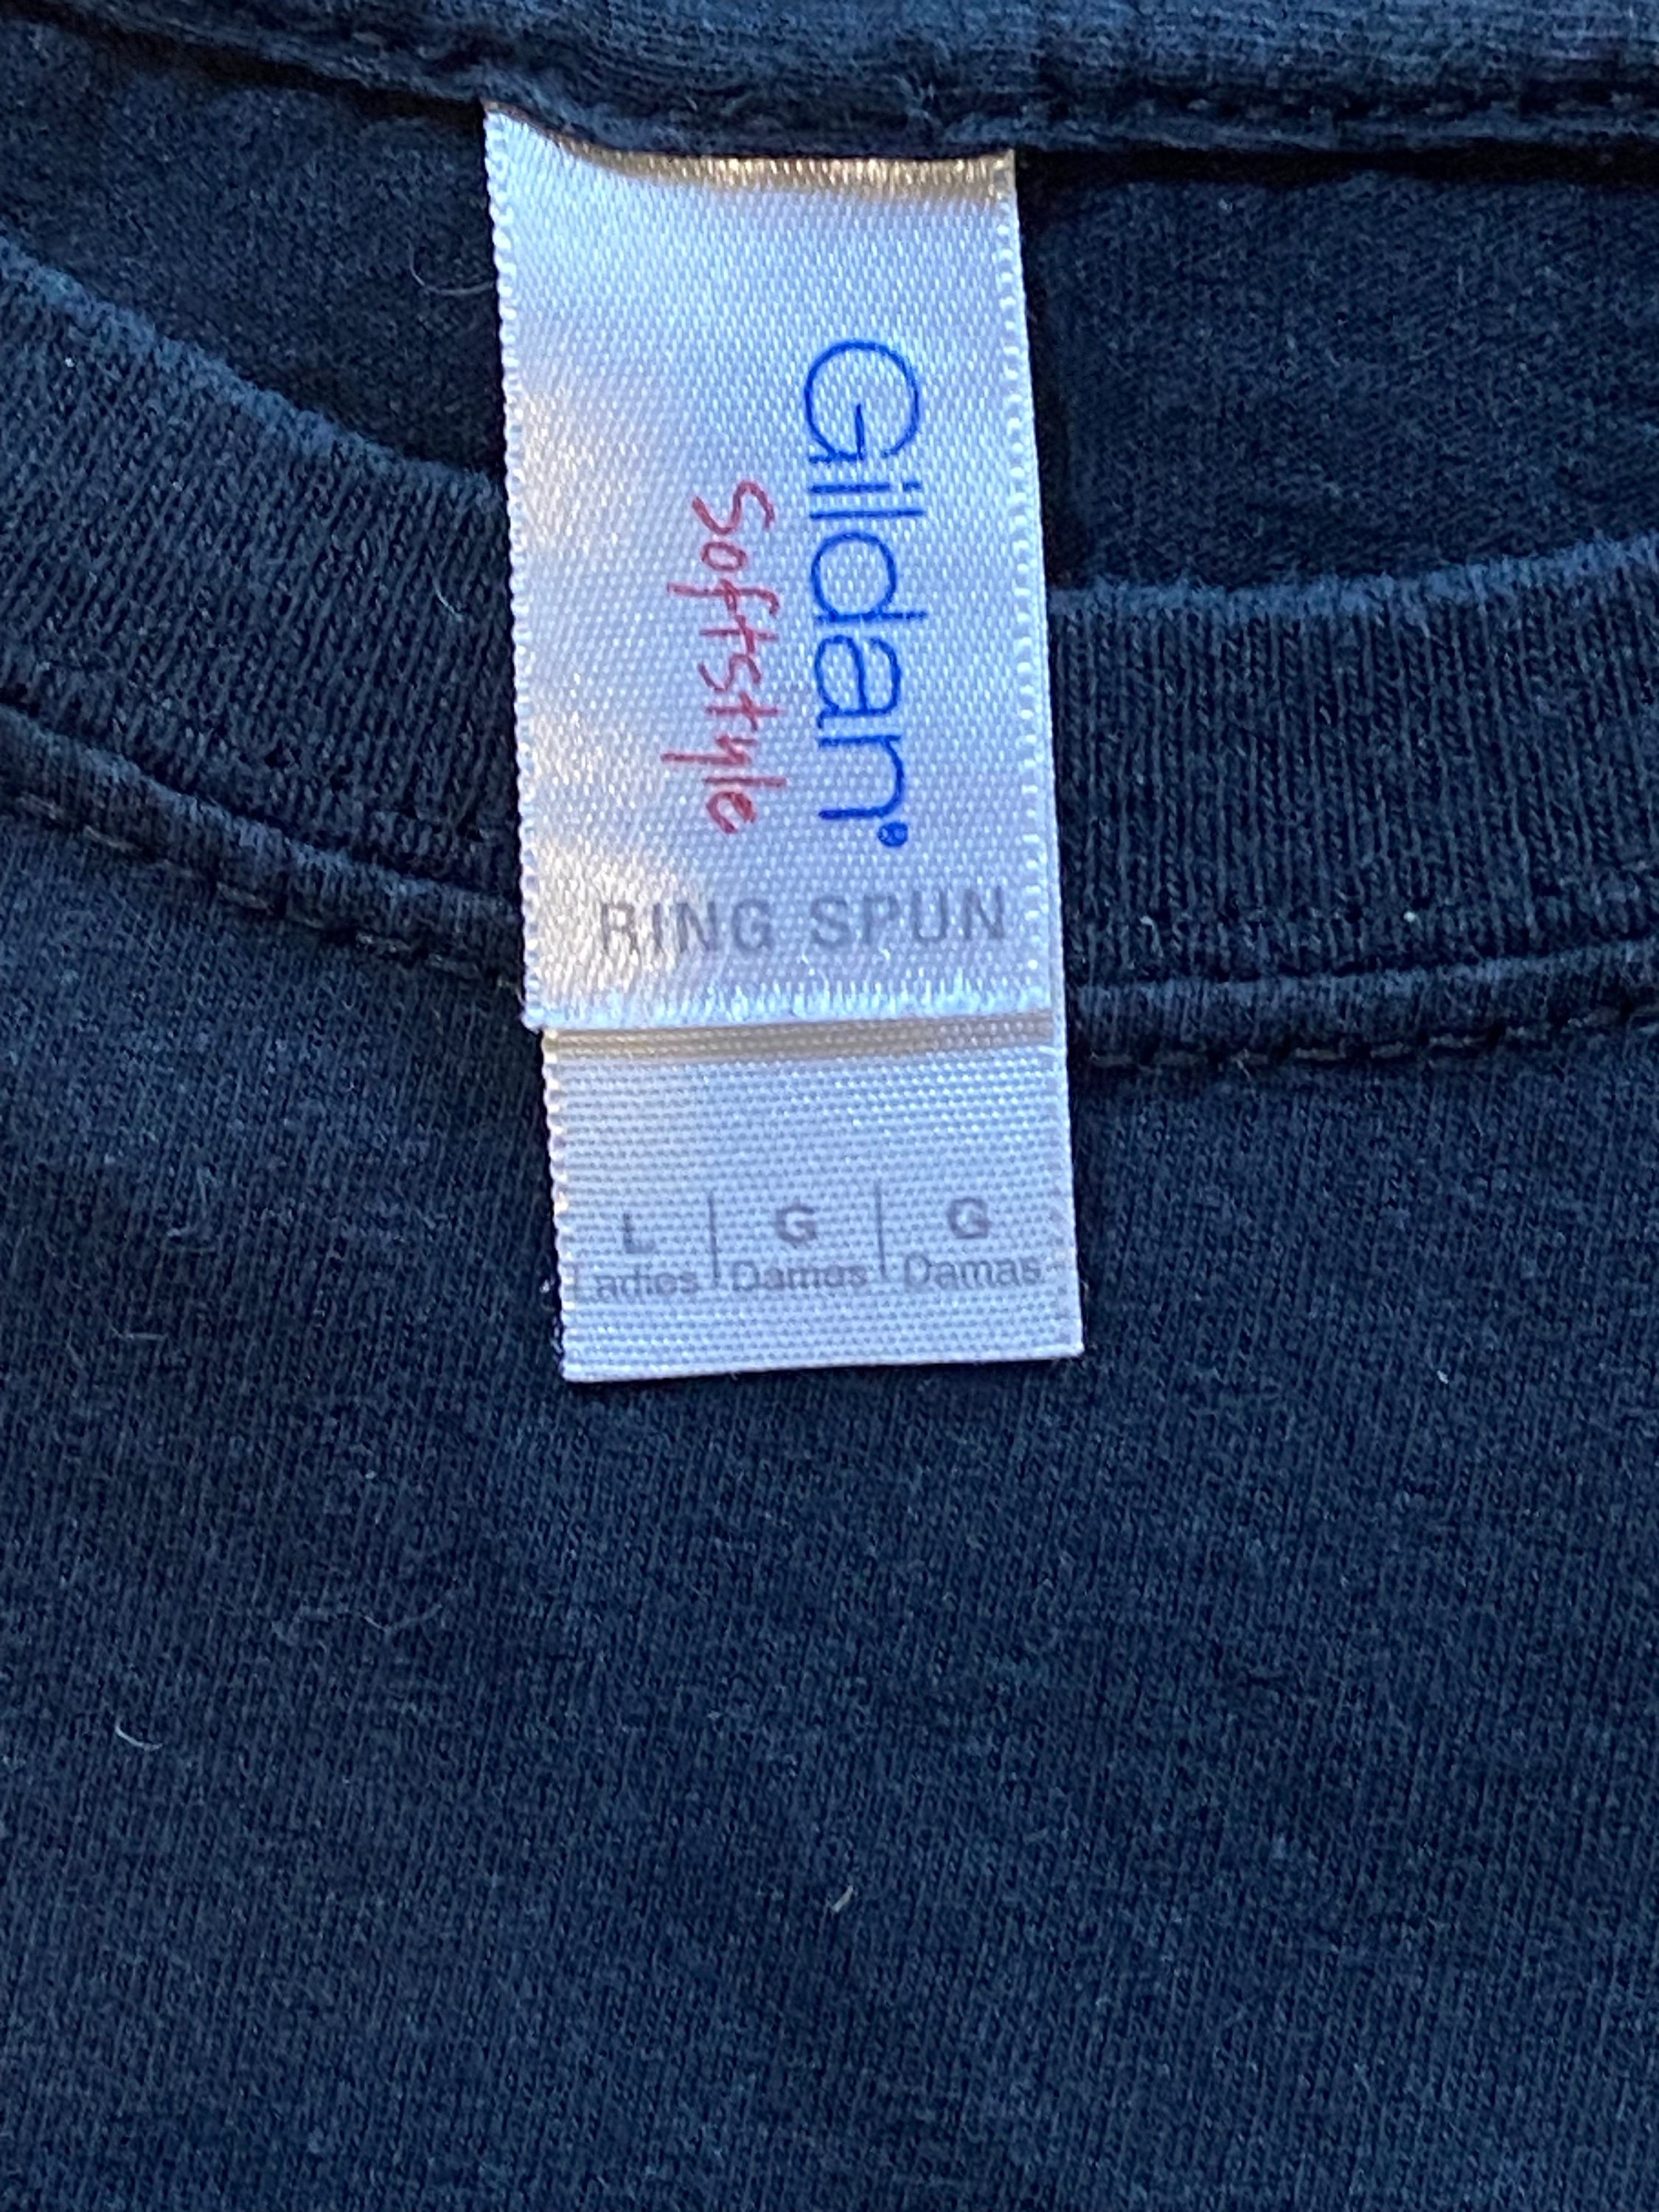 Gildan®
Softstyle
RING SPUN
L | G | G
Ladies | Dames | Damas